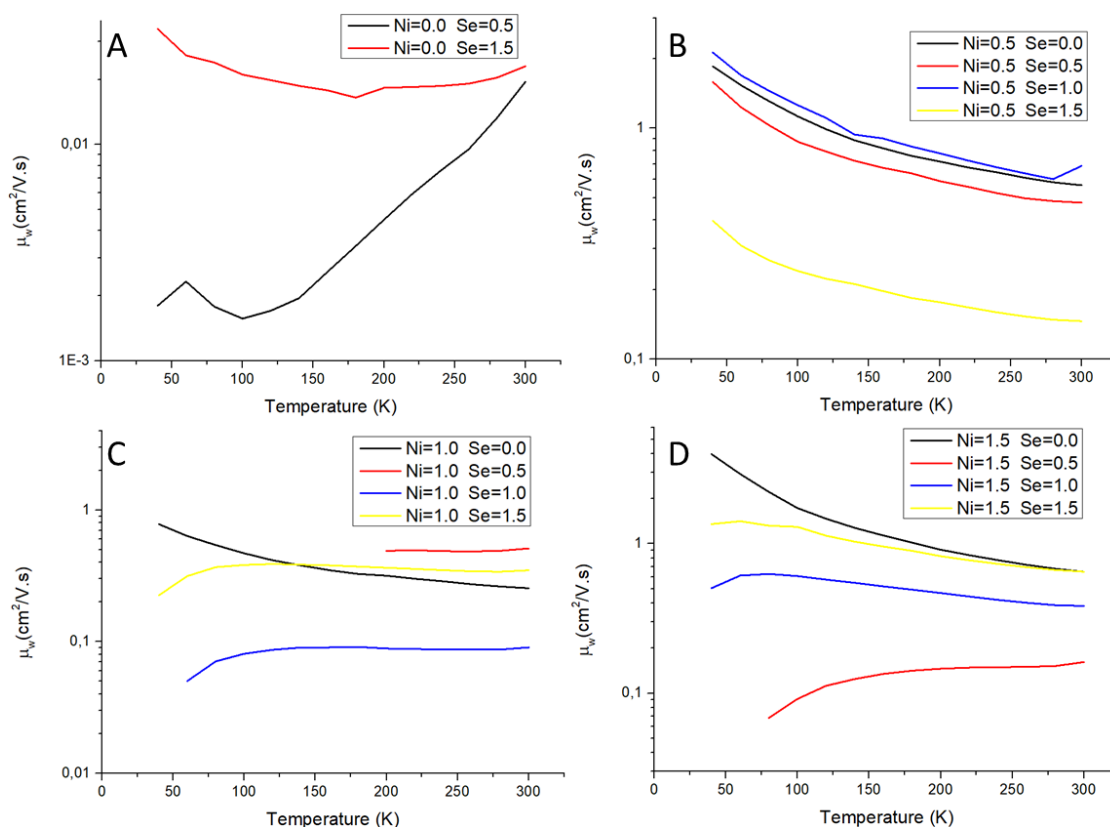 A
Ni=0.0 Se=0.5
Ni=0.0 Se=1.5
0,01
1E-3
μw(cm²/V.s)
0 50 100 150 200 250 300
Temperature (K)
B
Ni=0.5 Se=0.0
Ni=0.5 Se=0.5
Ni=0.5 Se=1.0
Ni=0.5 Se=1.5
1
0,1
μw(cm²/V.s)
0 50 100 150 200 250 300
Temperature (K)
C
Ni=1.0 Se=0.0
Ni=1.0 Se=0.5
Ni=1.0 Se=1.0
Ni=1.0 Se=1.5
1
0,1
0,01
μw(cm²/V.s)
0 50 100 150 200 250 300
Temperature (K)
D
Ni=1.5 Se=0.0
Ni=1.5 Se=0.5
Ni=1.5 Se=1.0
Ni=1.5 Se=1.5
1
0,1
μw(cm²/V.s)
0 50 100 150 200 250 300
Temperature (K)